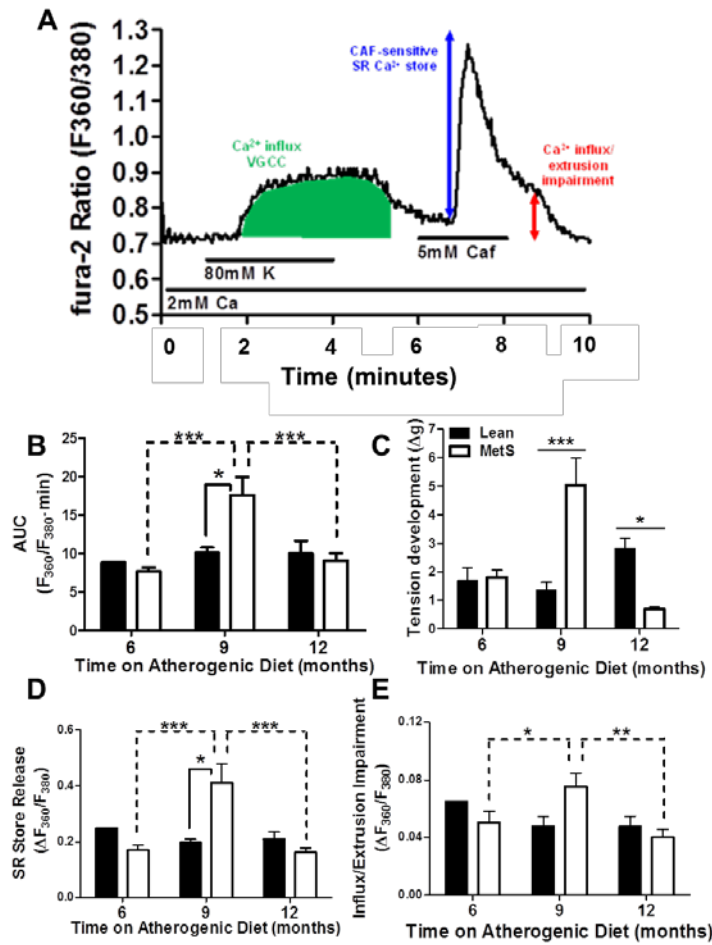 A
fura-2 Ratio (F360/380)
1.3
1.2
1.1
1.0
0.9
0.8
0.7
0.6
0.5
CAF-sensitive
SR Ca²⁺ store
Ca²⁺ influx
VGCC
Ca²⁺ influx/
extrusion
impairment
5mM Caf
80mM K
2mM Ca
0 2 4 6 8 10
Time (minutes)
B
AUC
(F360/F380-min)
25
20
15
10
5
0
*** ***
*
6 9 12
Time on Atherogenic Diet (months)
C
Tension development (Δg)
7
6
5
4
3
2
1
0
Lean
MetS
***
*
6 9 12
Time on Atherogenic Diet (months)
D
SR Store Release
(Δ F360/F380)
0.6
0.4
0.2
0.0
*** ***
*
6 9 12
Time on Atherogenic Diet (months)
E
Influx/Extrusion Impairment
(Δ F360/F380)
0.12
0.08
0.04
0.00
* **
6 9 12
Time on Atherogenic Diet (months)